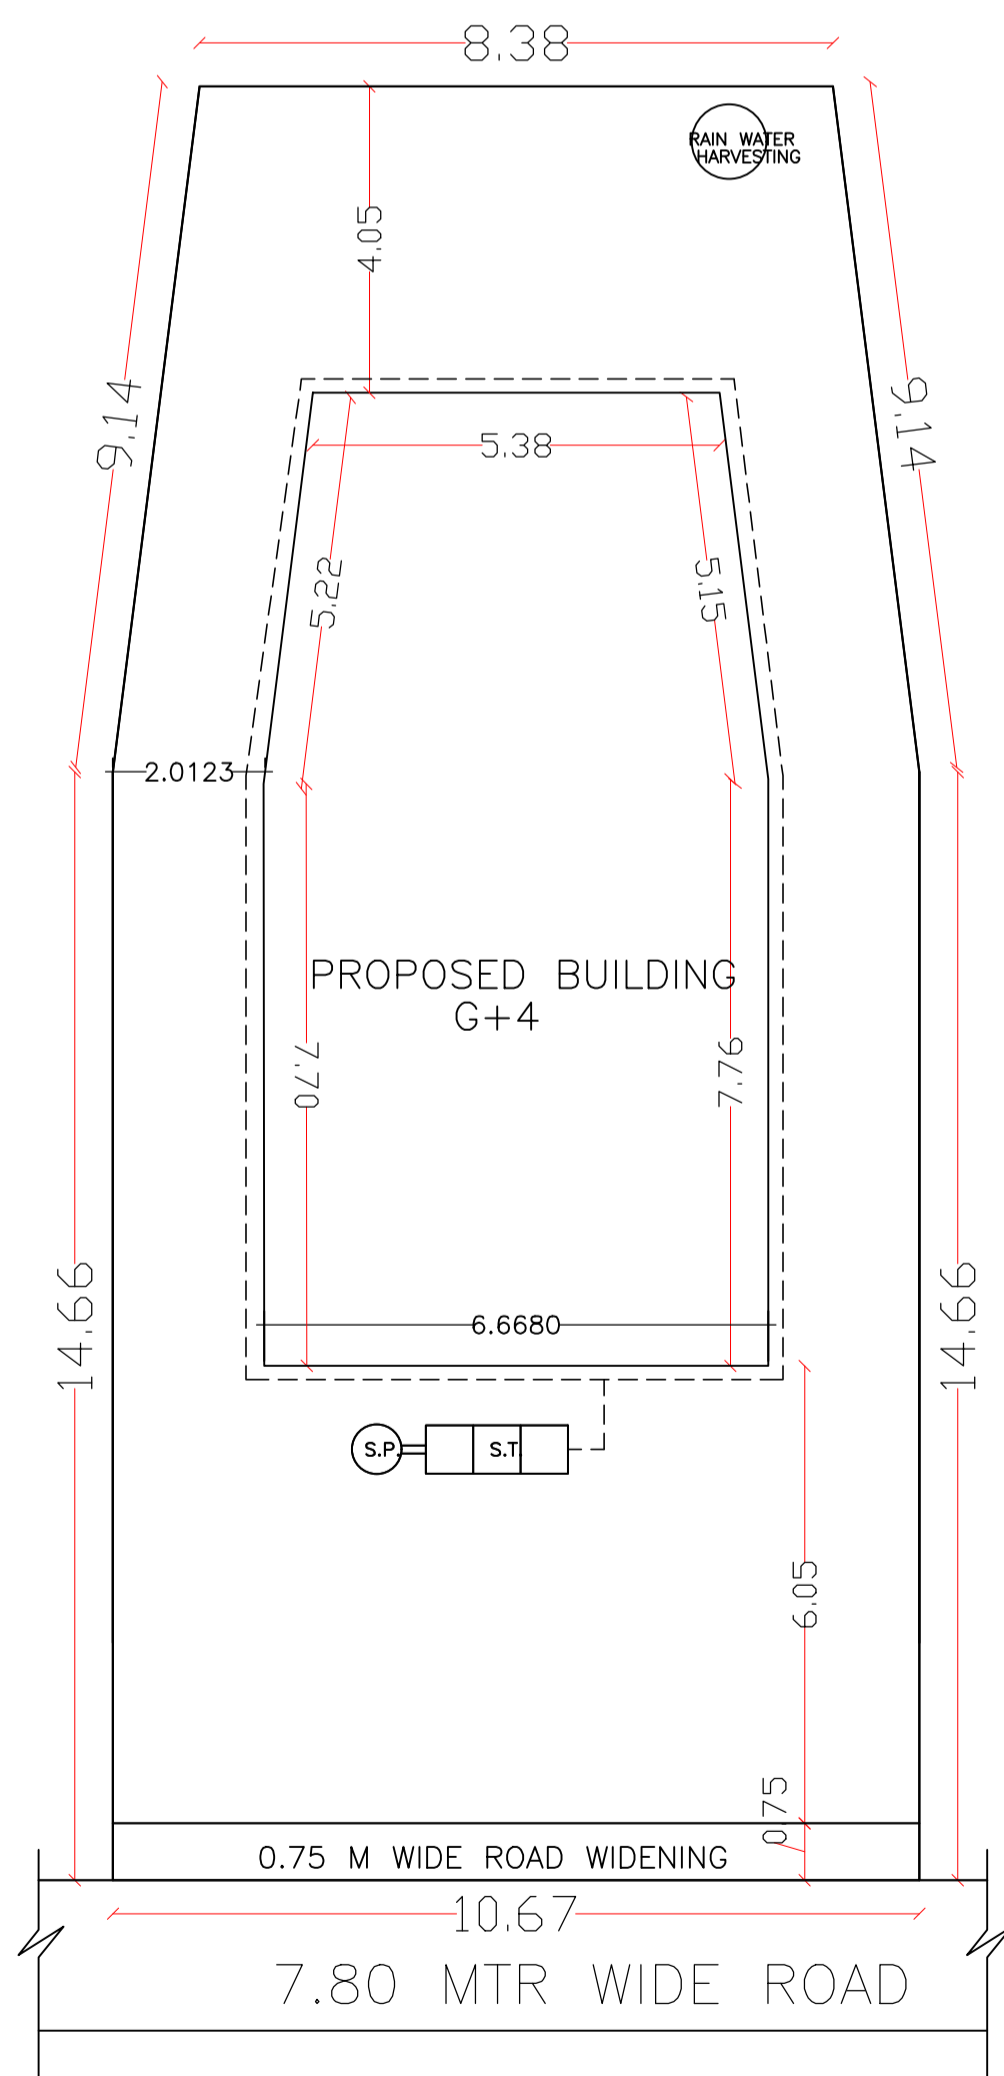 8.38
RAIN WATER
HARVESTING
4.05
9.14
9.14
5.38
5.22
5.15
2.0123
PROPOSED BUILDING
G+4
7.70
7.76
14.66
14.66
6.6680
S.P.
S.T.
6.05
0.75
0.75 M WIDE ROAD WIDENING
10.67
7.80 MTR WIDE ROAD